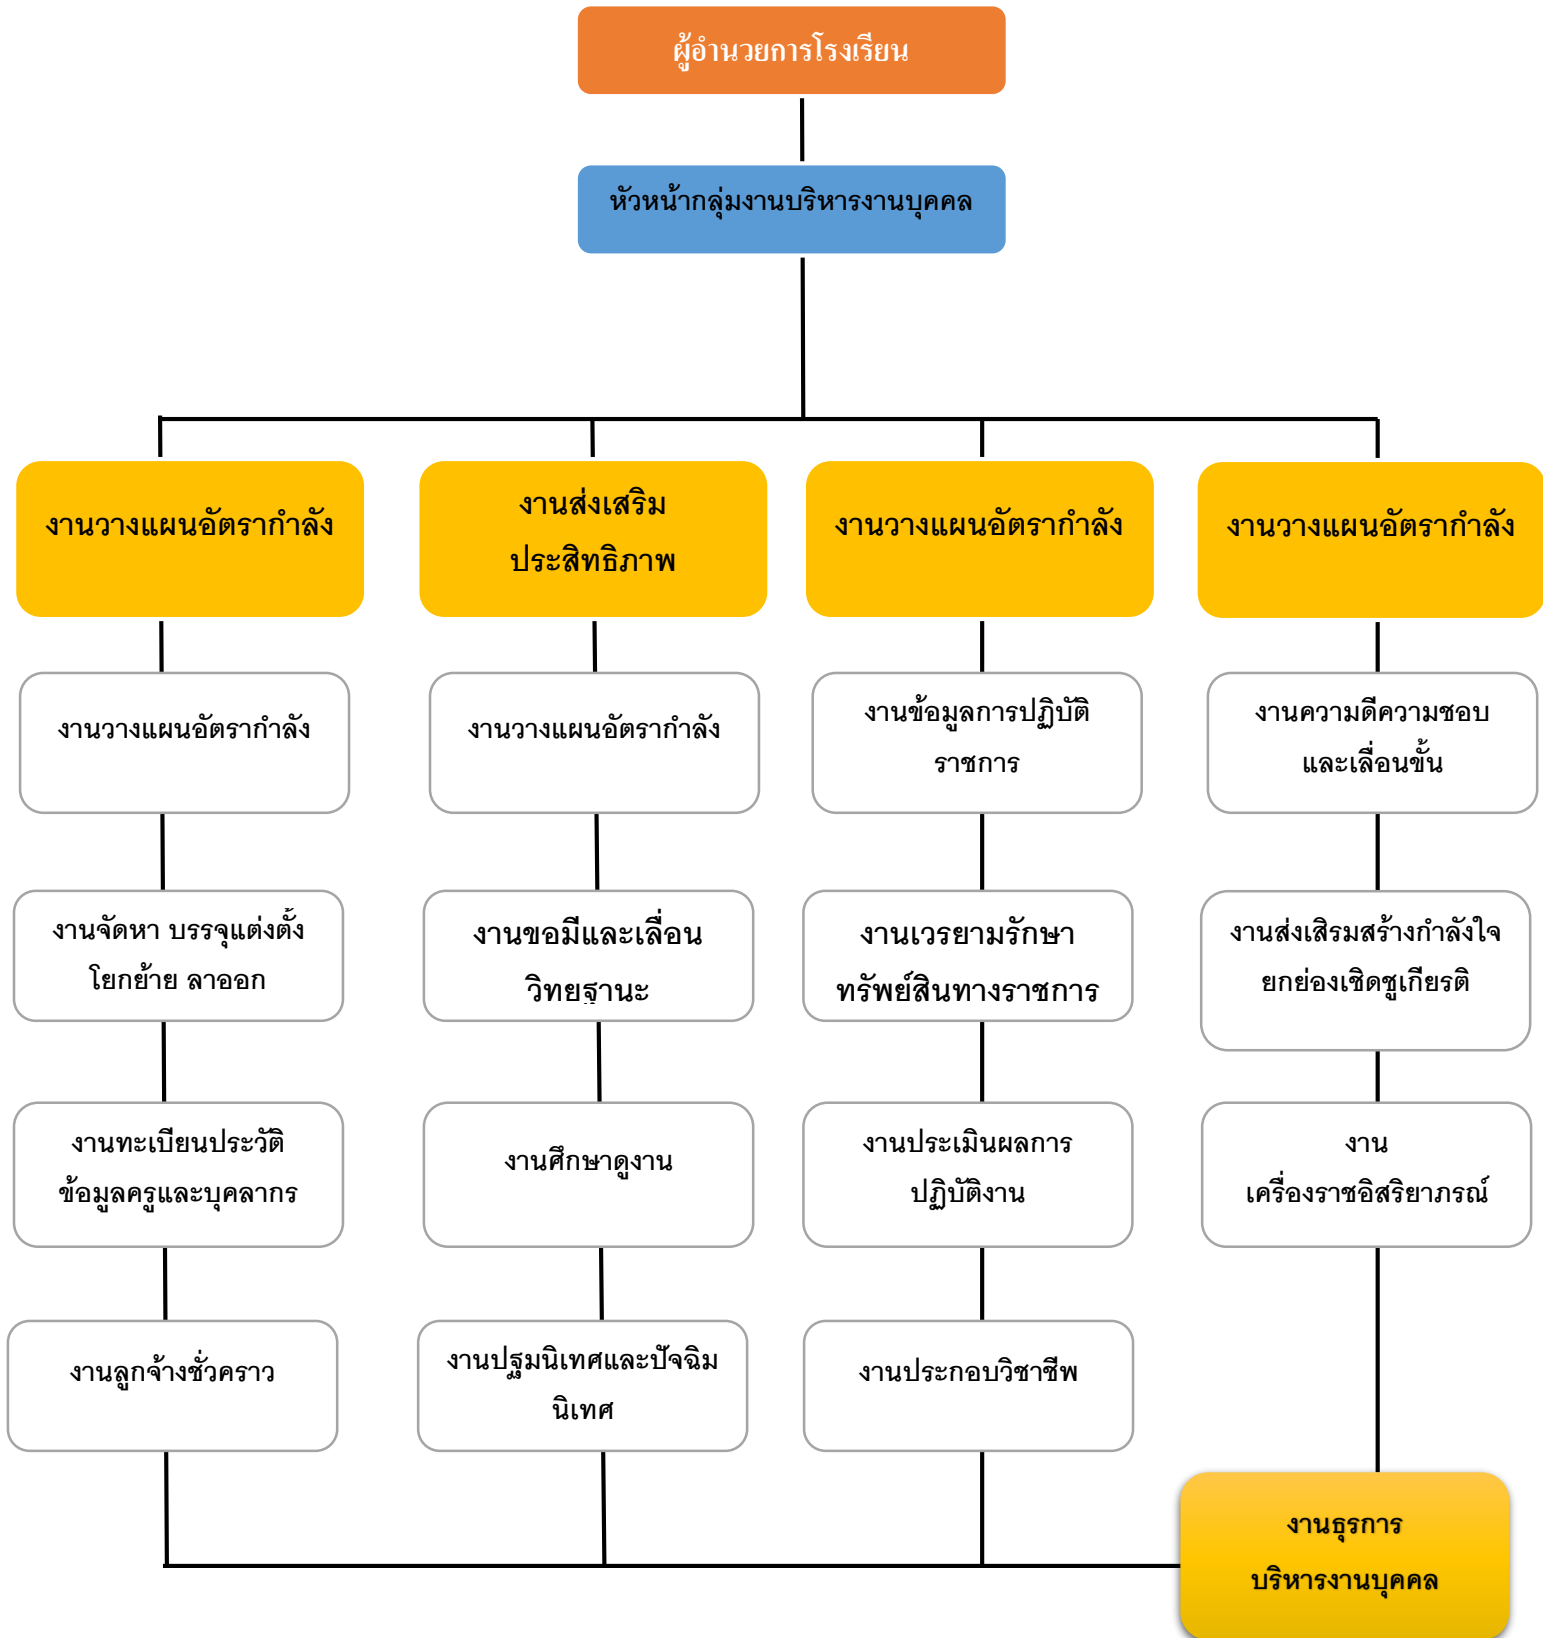 ผู้อำนวยการโรงเรียน
หัวหน้ากลุ่มงานบริหารงานบุคคล
งานวางแผนอัตรากำลัง
งานส่งเสริม
ประสิทธิภาพ
งานวางแผนอัตรากำลัง
งานวางแผนอัตรากำลัง
งานวางแผนอัตรากำลัง
งานวางแผนอัตรากำลัง
งานข้อมูลการปฏิบัติ
ราชการ
งานความดีความชอบ
และเลื่อนขั้น
งานจัดหา บรรจุแต่งตั้ง
โยกย้าย ลาออก
งานขอมีและเลื่อน
วิทยฐานะ
งานเวรยามรักษา
ทรัพย์สินทางราชการ
งานส่งเสิรมสร้างกำลังใจ
ยกย่องเชิดชูเกียรติ
งานทะเบียนประวัติ
ข้อมูลครูและบุคลากร
งานศึกษาดูงาน
งานประเมินผลการ
ปฏิบัติงาน
งาน
เครื่องราชอิสริยาภรณ์
งานลูกจ้างชั่วคราว
งานปฐมนิเทศและปัจฉิม
นิเทศ
งานประกอบวิชาชีพ
งานธุรการ
บริหารงานบุคคล